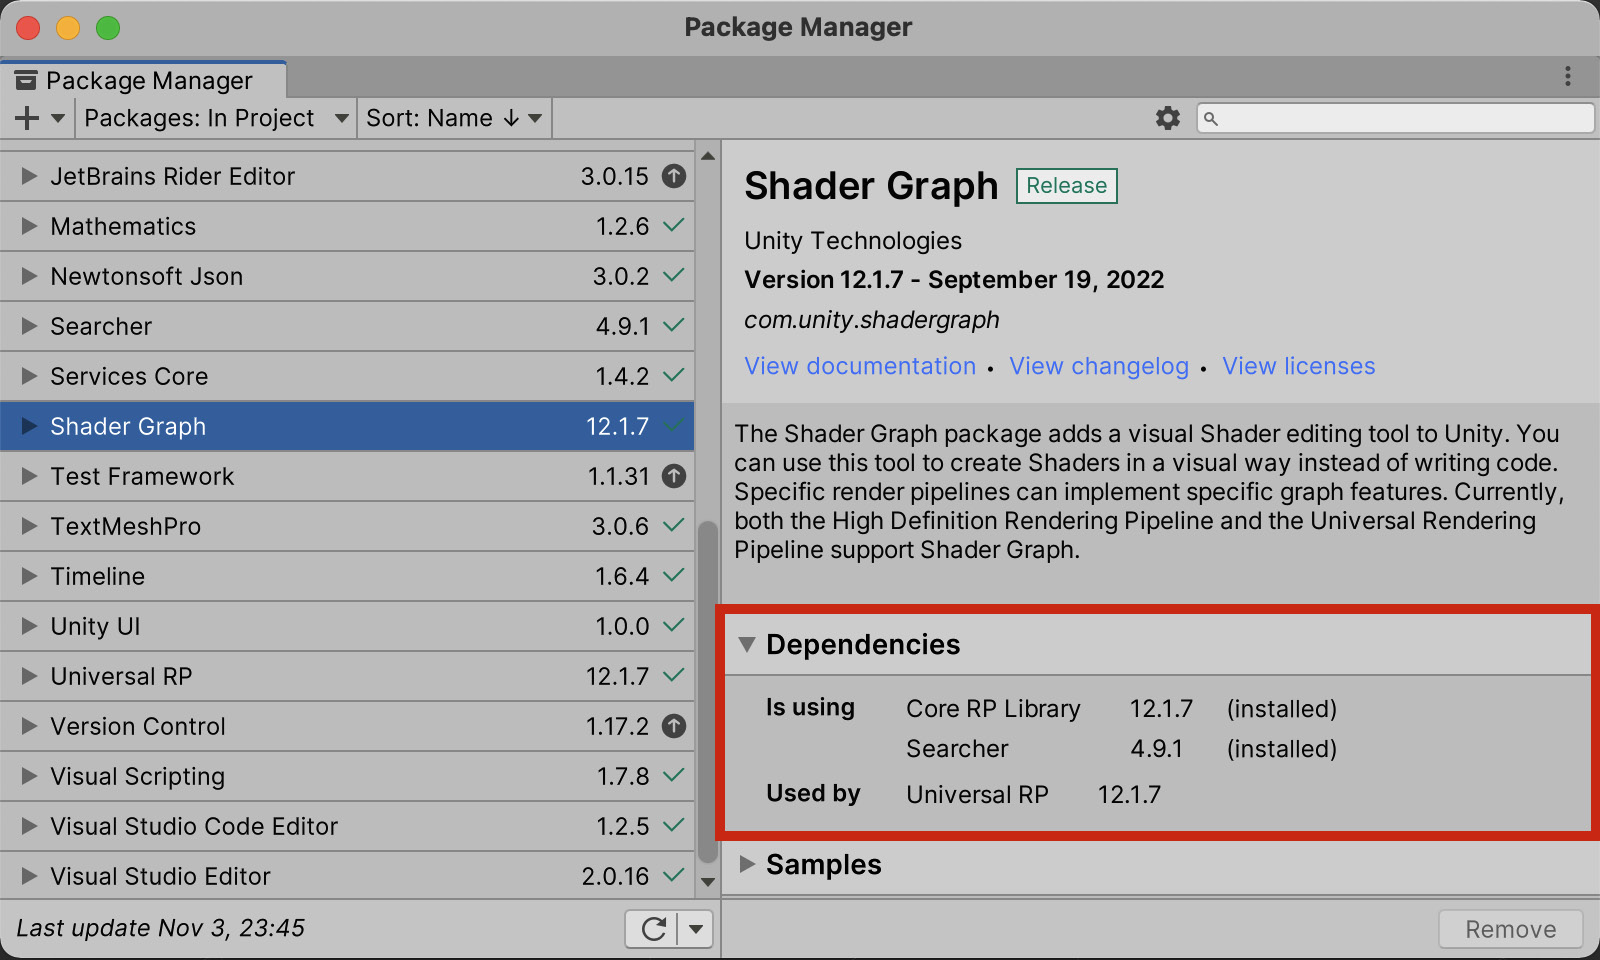 Package Manager
Package Manager
Packages: In Project
Sort: Name ↓
JetBrains Rider Editor 3.0.15
Mathematics 1.2.6
Newtonsoft Json 3.0.2
Searcher 4.9.1
Services Core 1.4.2
Shader Graph 12.1.7
Test Framework 1.1.31
TextMeshPro 3.0.6
Timeline 1.6.4
Unity UI 1.0.0
Universal RP 12.1.7
Version Control 1.17.2
Visual Scripting 1.7.8
Visual Studio Code Editor 1.2.5
Visual Studio Editor 2.0.16
Last update Nov 3, 23:45
Shader Graph Release
Unity Technologies
Version 12.1.7 - September 19, 2022
com.unity.shadergraph
View documentation • View changelog • View licenses
The Shader Graph package adds a visual Shader editing tool to Unity. You
can use this tool to create Shaders in a visual way instead of writing code.
Specific render pipelines can implement specific graph features. Currently,
both the High Definition Rendering Pipeline and the Universal Rendering
Pipeline support Shader Graph.
Dependencies
Is using Core RP Library 12.1.7 (installed)
Searcher 4.9.1 (installed)
Used by Universal RP 12.1.7
Samples
Remove